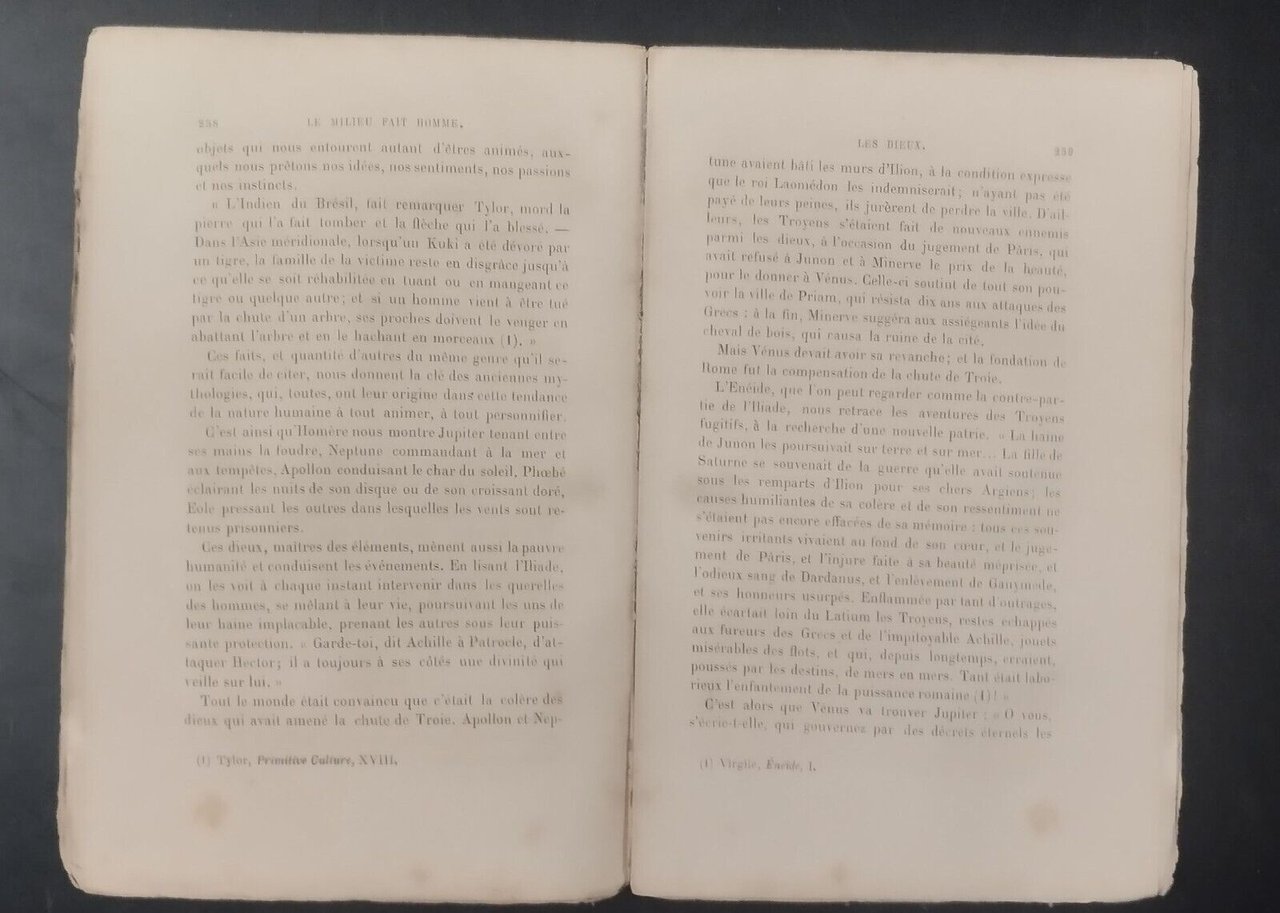 258 LE MILIEU FAIT HOMME.
objets qui nous entourent autant d'êtres animés, aux-
quels nous prêtons nos idées, nos sentiments, nos passions
et nos instincts.
« L'Indien du Brésil, fait remarquer Tylor, mord la
pierre qui l'a fait tomber et la flèche qui l'a blessé. —
Dans l'Asie méridionale, lorsqu'un Kuki a été dévoré par
un tigre, la famille de la victime reste en disgrâce jusqu'à
ce qu'elle se soit réhabilitée en tuant ou en mangeant ce
tigre ou quelque autre; et si un homme vient à être tué
par la chute d'un arbre, ses proches doivent le venger en
abattant l'arbre et en le hachant en morceaux (1). »
Ces faits, et quantité d'autres du même genre qu'il se-
rait facile de citer, nous donnent la clé des anciennes my-
thologies, qui, toutes, ont leur origine dans cette tendance
de la nature humaine à tout animer, à tout personnifier.
C'est ainsi qu'Homère nous montre Jupiter tenant entre
ses mains la foudre, Neptune commandant à la mer et
aux tempêtes, Apollon conduisant le char du soleil, Phœbé
éclairant les nuits de son disque ou de son croissant doré,
Eole pressant les outres dans lesquelles les vents sont re-
tenus prisonniers.
Ces dieux, maîtres des éléments, mènent aussi la pauvre
humanité et conduisent les événements. En lisant l'Iliade,
on les voit à chaque instant intervenir dans les querelles
des hommes, se mêlant à leur vie, poursuivant les uns de
leur haine implacable, prenant les autres sous leur puis-
sante protection. « Garde-toi, dit Achille à Patrocle, d'at-
taquer Hector; il a toujours à ses côtés une divinité qui
veille sur lui. »
Tout le monde était convaincu que c'était la colère des
dieux qui avait amené la chute de Troie. Apollon et Nep-
(1) Tylor, Primitive Culture, XVIII.
LES DIEUX. 259
tune avaient bâti les murs d'Ilion, à la condition expresse
que le roi Laomédon les indemniserait; n'ayant pas été
payé de leurs peines, ils jurèrent de perdre la ville. D'ail-
leurs, les Troyens s'étaient fait de nouveaux ennemis
parmi les dieux, à l'occasion du jugement de Pâris, qui
avait refusé à Junon et à Minerve le prix de la beauté,
pour le donner à Vénus. Celle-ci soutint de tout son pou-
voir la ville de Priam, qui résista dix ans aux attaques des
Grecs : à la fin, Minerve suggéra aux assiégeants l'idée du
cheval de bois, qui causa la ruine de la cité.
Mais Vénus devait avoir sa revanche; et la fondation de
Rome fut la compensation de la chute de Troie.
L'Enéide, que l'on peut regarder comme la contre-par-
tie de l'Iliade, nous retrace les aventures des Troyens
fugitifs, à la recherche d'une nouvelle patrie. « La haine
de Junon les poursuivait sur terre et sur mer... La fille de
Saturne se souvenait de la guerre qu'elle avait soutenue
sous les remparts d'Ilion pour ses chers Argiens; les
causes humiliantes de sa colère et de son ressentiment ne
s'étaient pas encore effacées de sa mémoire : tous ces sou-
venirs irritants vivaient au fond de son cœur, et le juge-
ment de Pâris, et l'injure faite à sa beauté méprisée, et
l'odieux sang de Dardanus, et l'enlèvement de Ganymède,
et ses honneurs usurpés. Enflammée par tant d'outrages,
elle écartait loin du Latium les Troyens, restes échappés
aux fureurs des Grecs et de l'impitoyable Achille, jouets
misérables des flots, et qui, depuis longtemps, erraient,
poussés par les destins, de mers en mers. Tant était labo-
rieux l'enfantement de la puissance romaine (1)! »
C'est alors que Vénus va trouver Jupiter : « O vous,
s'écrie-t-elle, qui gouvernez par des décrets éternels les
(1) Virgile, Énéide, I.